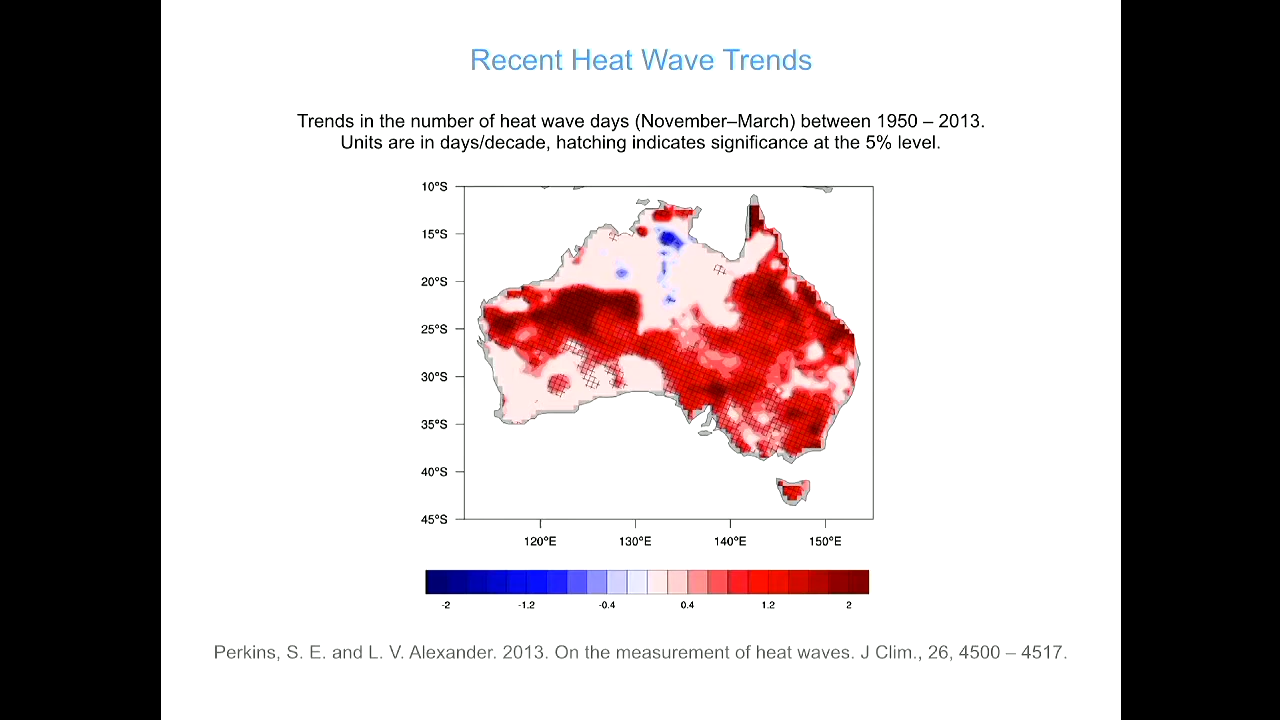 Recent Heat Wave Trends
Trends in the number of heat wave days (November–March) between 1950 – 2013.
Units are in days/decade, hatching indicates significance at the 5% level.
10°S
15°S
20°S
25°S
30°S
35°S
40°S
45°S
120°E 130°E 140°E 150°E
-2 -1.2 -0.4 0.4 1.2 2
Perkins, S. E. and L. V. Alexander. 2013. On the measurement of heat waves. J Clim., 26, 4500 – 4517.